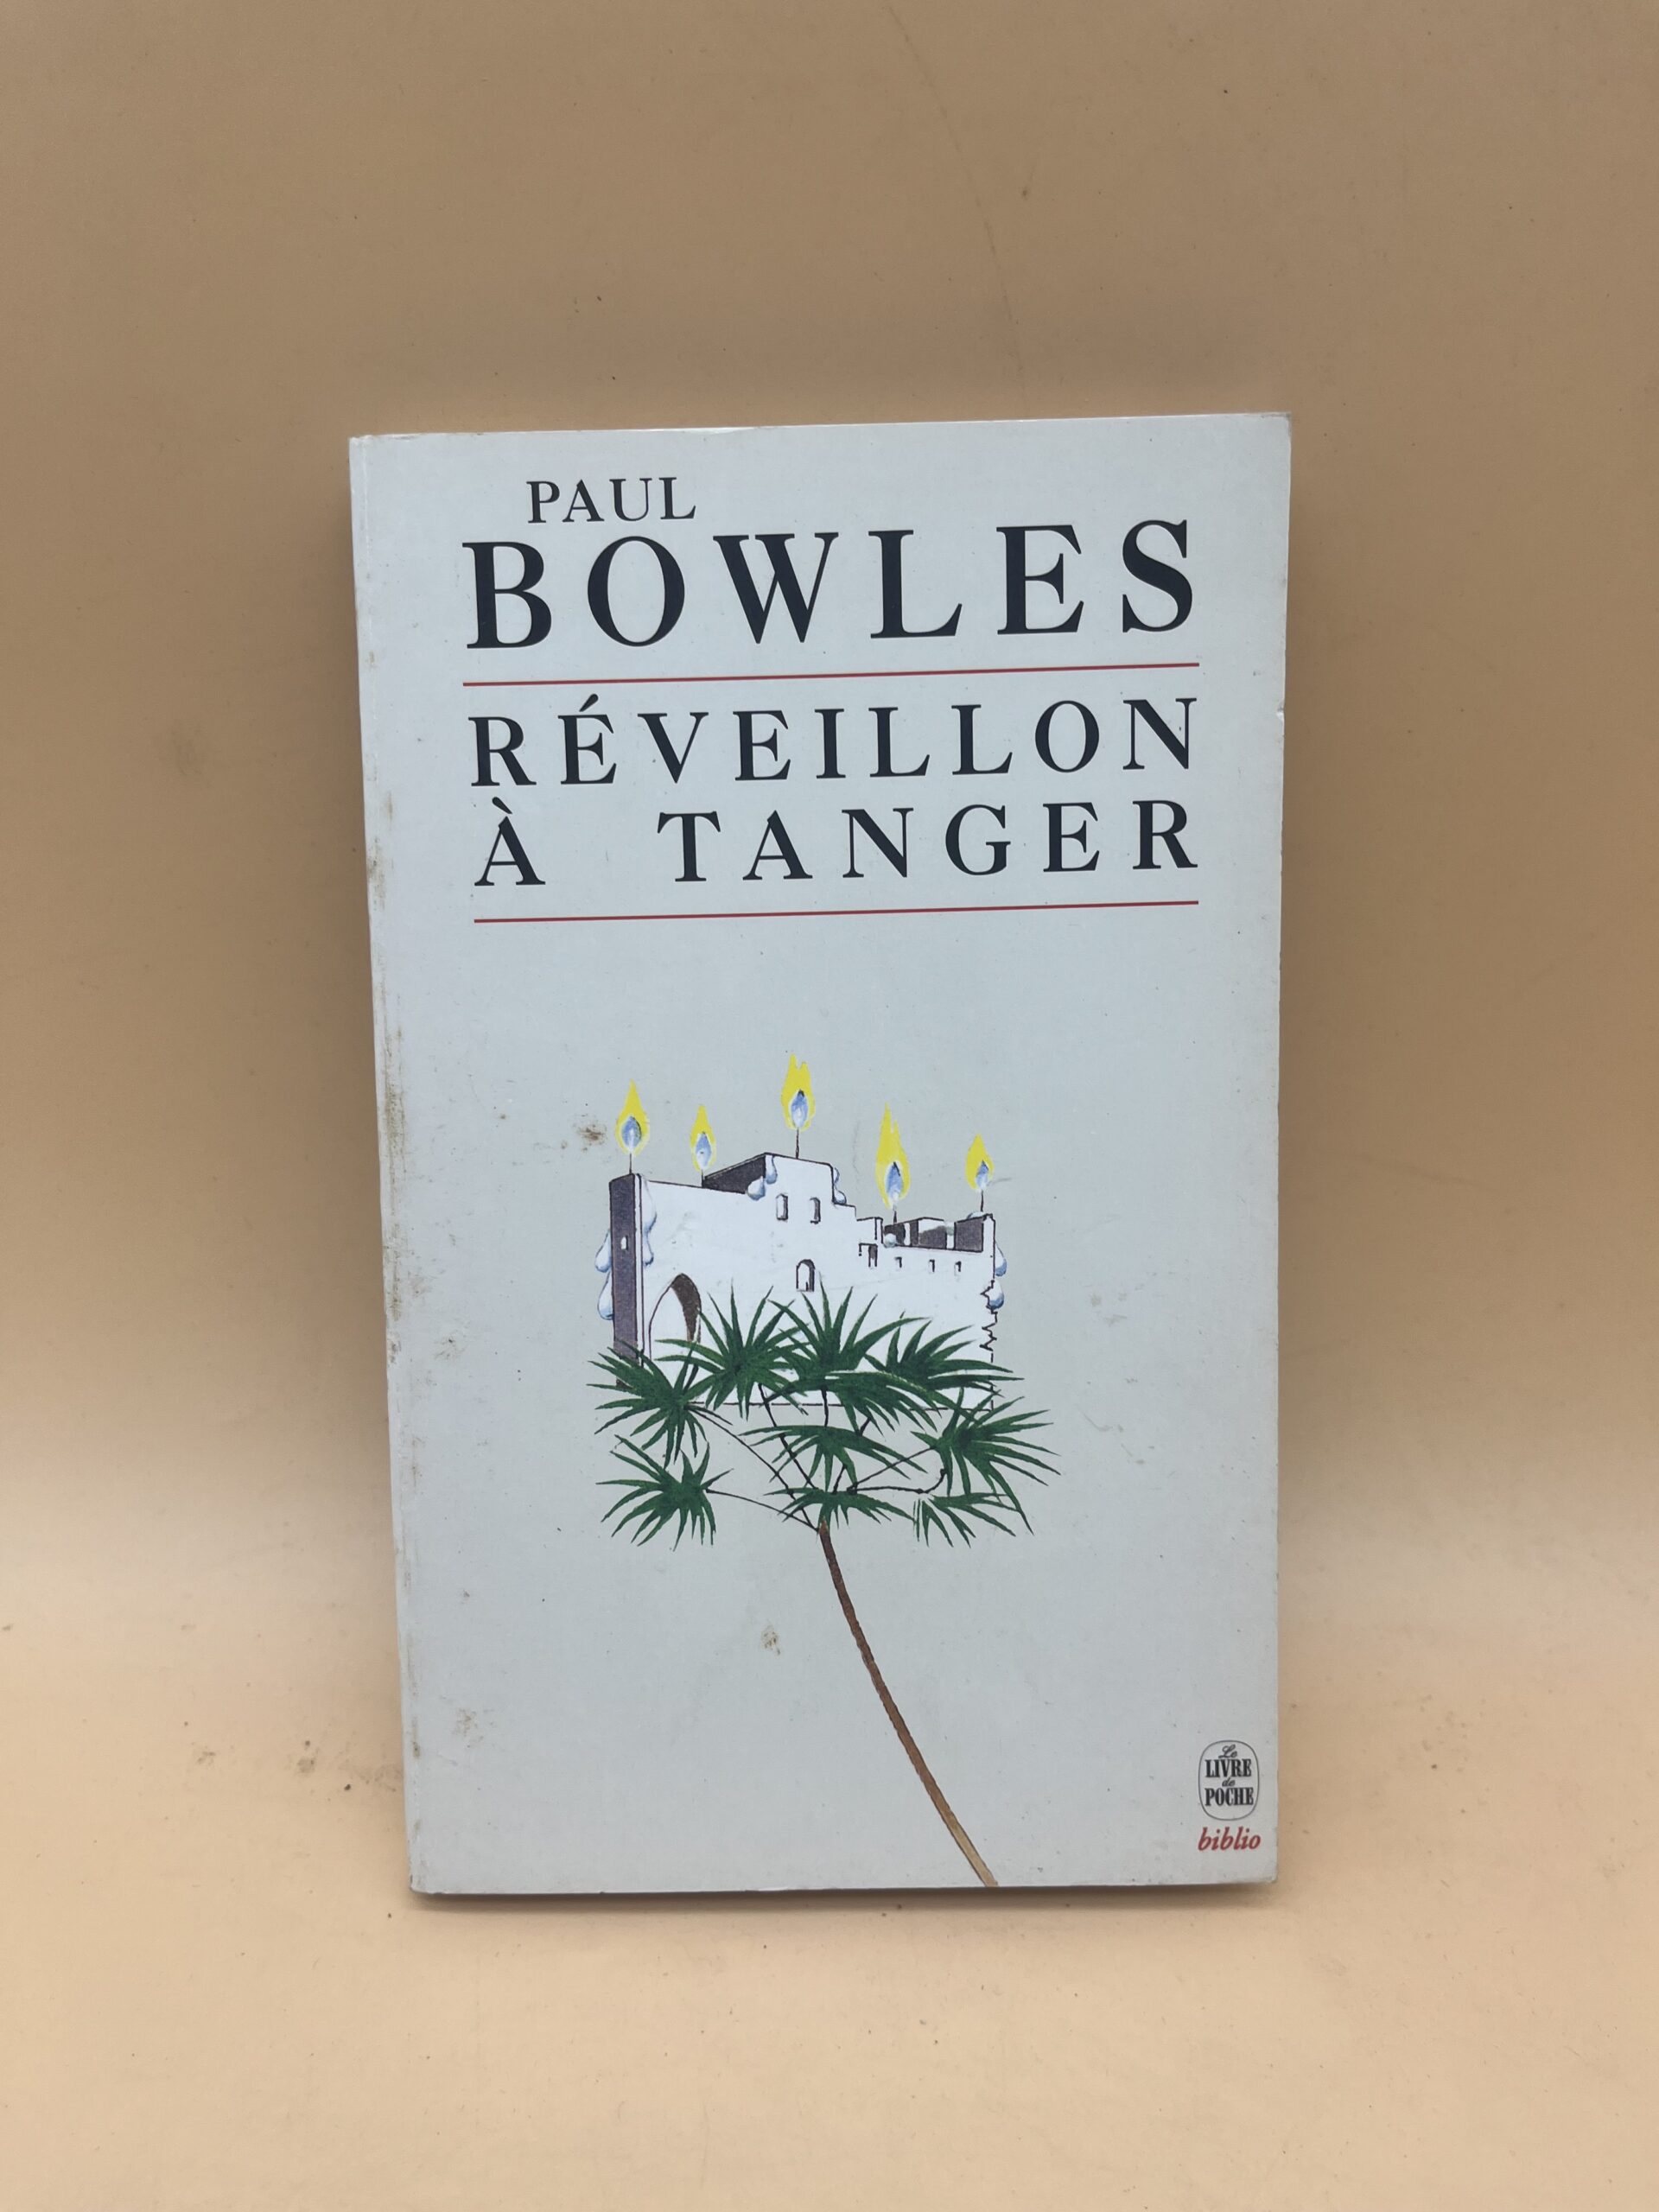 PAUL
BOWLES
RÉVEILLON
À TANGER
Le
LIVRE
de
POCHE
biblio